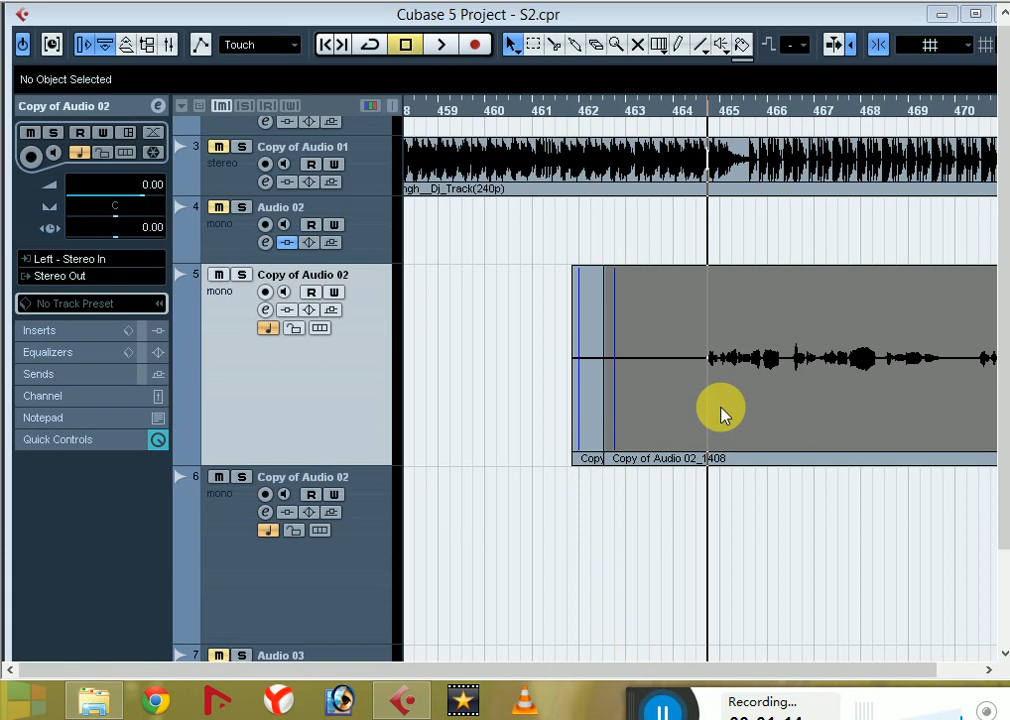 Cubase 5 Project - S2.cpr
Touch
No Object Selected
Copy of Audio 02
M S R W
0.00
C
0.00
Left - Stereo In
Stereo Out
No Track Preset
Inserts
Equalizers
Sends
Channel
Notepad
Quick Controls
[M] [S] [R] [W]
8 459 460 461 462 463 464 465 466 467 468 469 470
3 m S Copy of Audio 01
stereo R W
ngh__Dj_Track(240p)
4 m S Audio 02
mono R W
5 m S Copy of Audio 02
mono R W
Copy Copy of Audio 02_1408
6 m S Copy of Audio 02
mono R W
7 m S Audio 03
Recording...